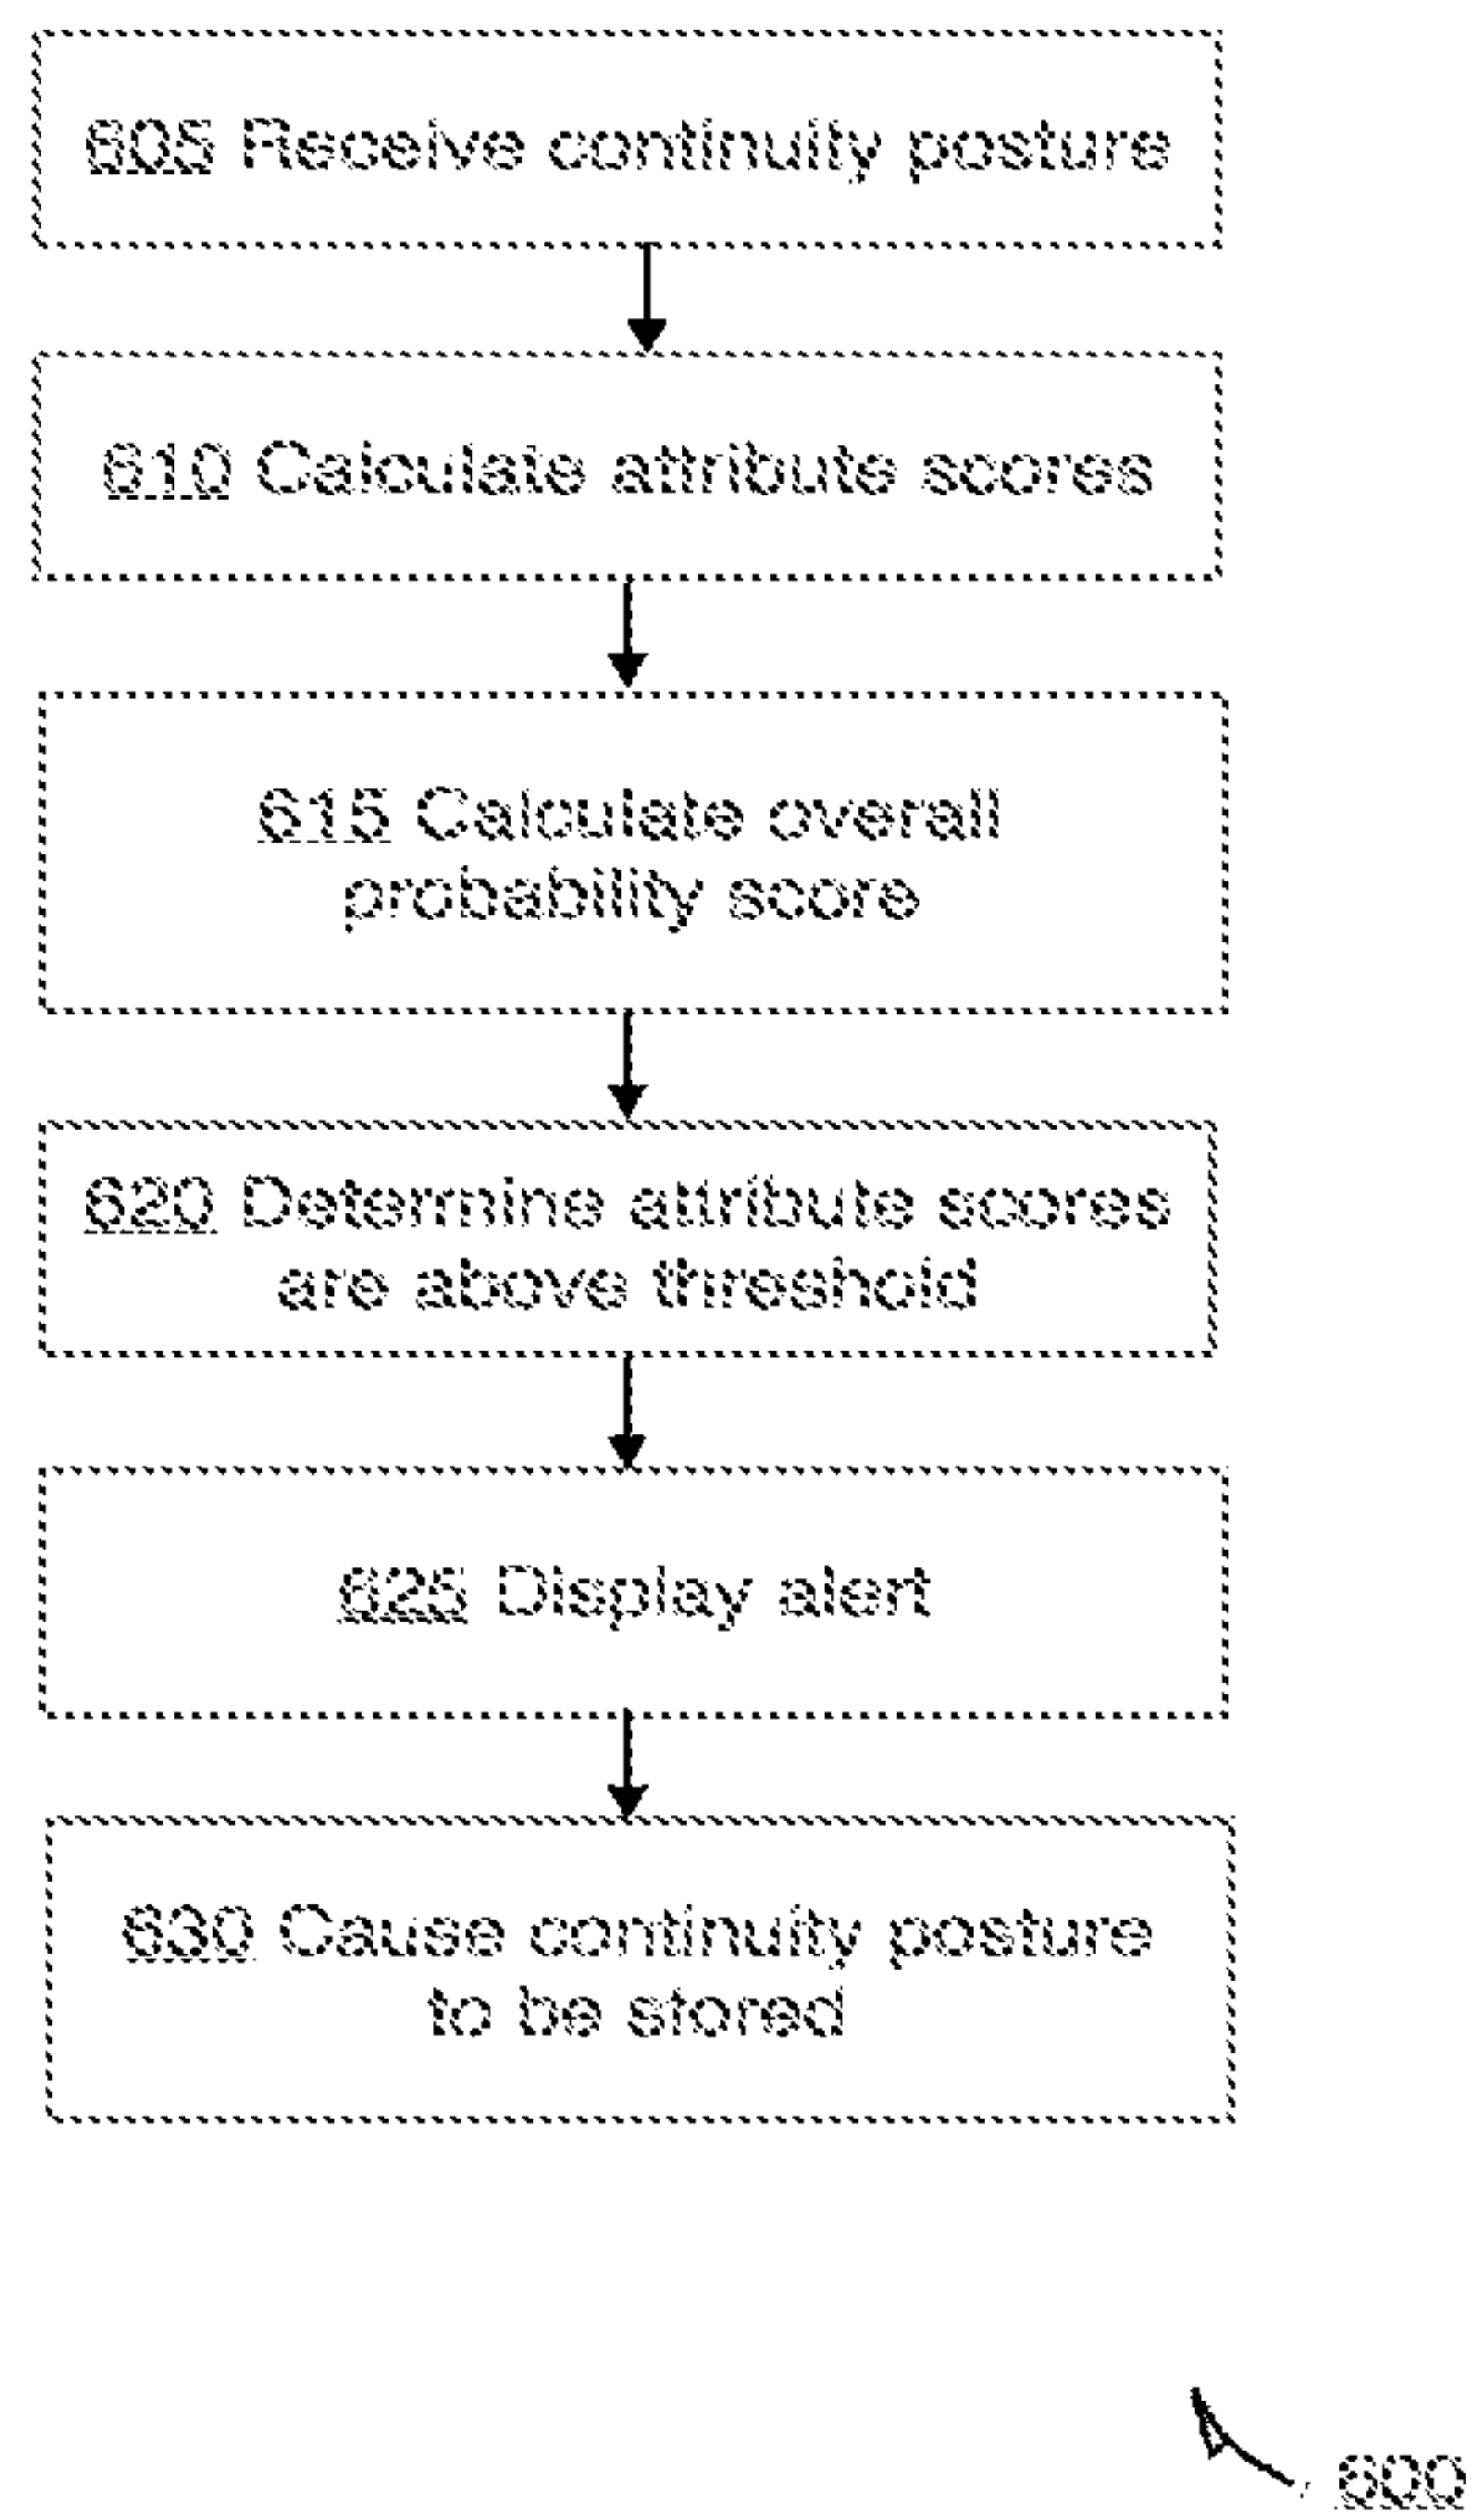 605 Receive continuity posture
610 Calculate attribute scores
615 Calculate overall
probability score
620 Determine attribute scores
are above threshold
625 Display alert
630 Cause continuity posture
to be stored
600